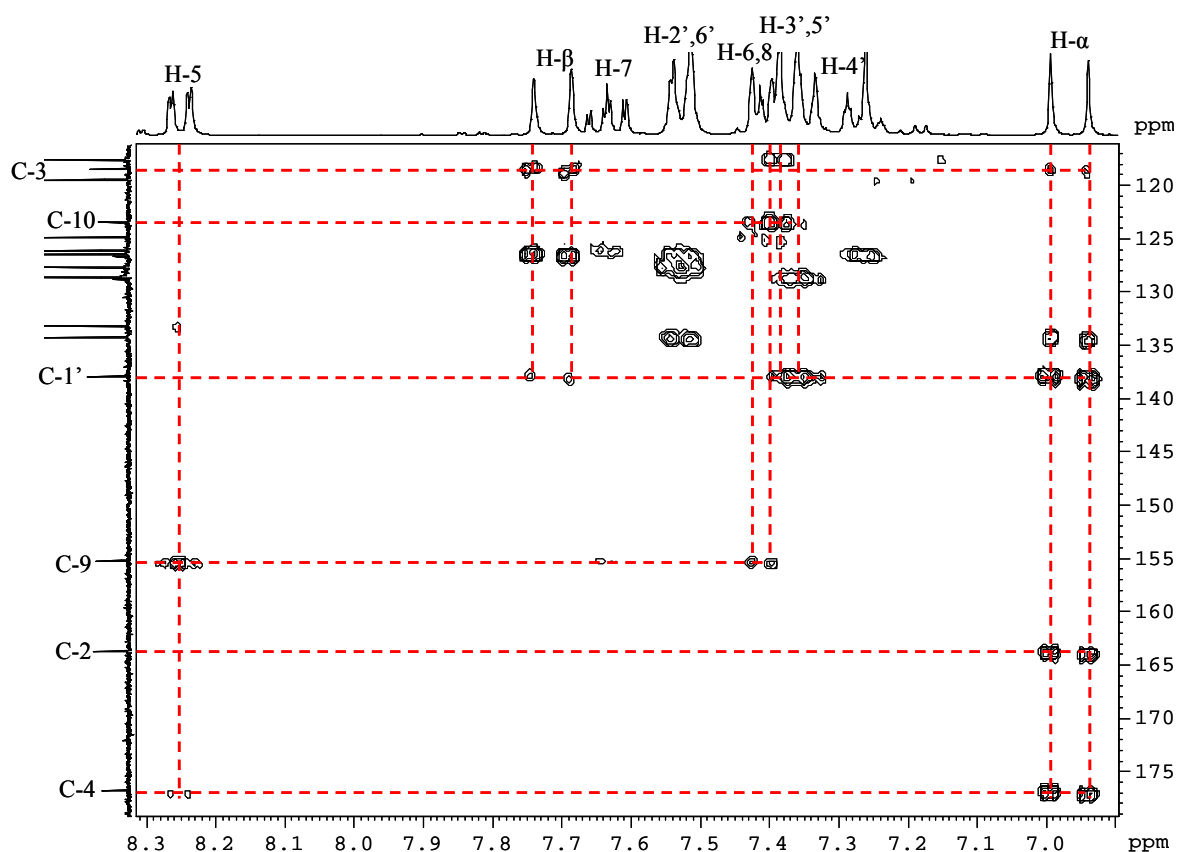 H-5
H-β
H-7
H-2’,6’
H-6,8
H-3’,5’
H-4’
H-α
ppm
C-3
C-10
C-1’
C-9
C-2
C-4
120
125
130
135
140
145
150
155
160
165
170
175
8.3 8.2 8.1 8.0 7.9 7.8 7.7 7.6 7.5 7.4 7.3 7.2 7.1 7.0 ppm